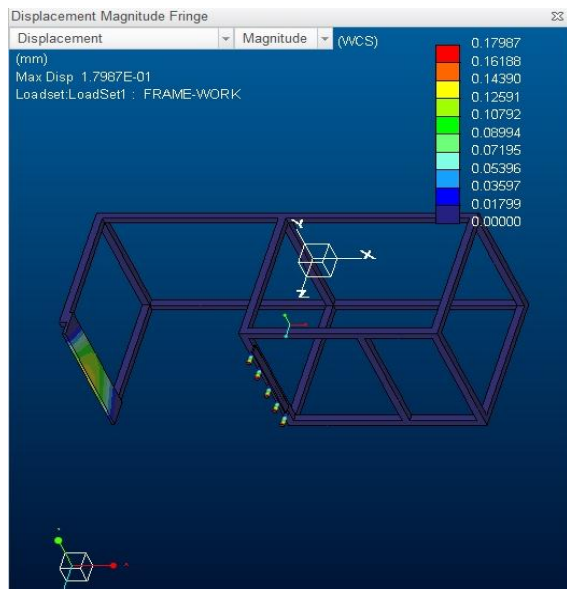 Displacement Magnitude Fringe
Displacement Magnitude (WCS)
(mm)
Max Disp 1.7987E-01
Loadset:LoadSet1 : FRAME-WORK
0.17987
0.16188
0.14390
0.12591
0.10792
0.08994
0.07195
0.05396
0.03597
0.01799
0.00000
Y
X
Z